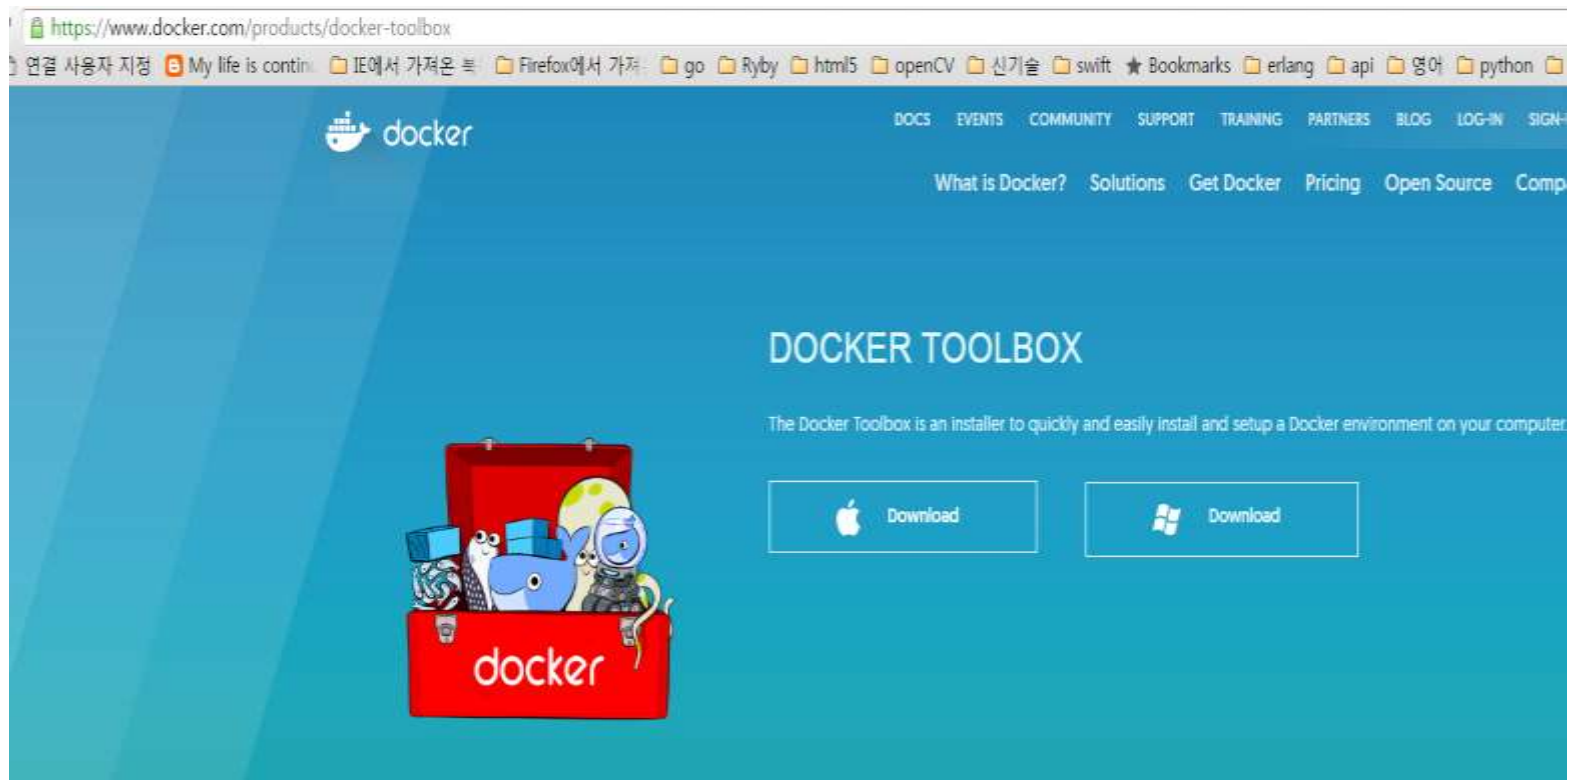 https://www.docker.com/products/docker-toolbox
연결 사용자 지정 My life is contin IE에서 가져온 Firefox에서 가져 go Ryby html5 openCV 신기술 swift Bookmarks erlang api 영어 python
docker DOCS EVENTS COMMUNITY SUPPORT TRAINING PARTNERS BLOG LOG-IN SIGN-
What is Docker? Solutions Get Docker Pricing Open Source Comp
DOCKER TOOLBOX
The Docker Toolbox is an installer to quickly and easily install and setup a Docker environment on your computer.
Download Download
docker